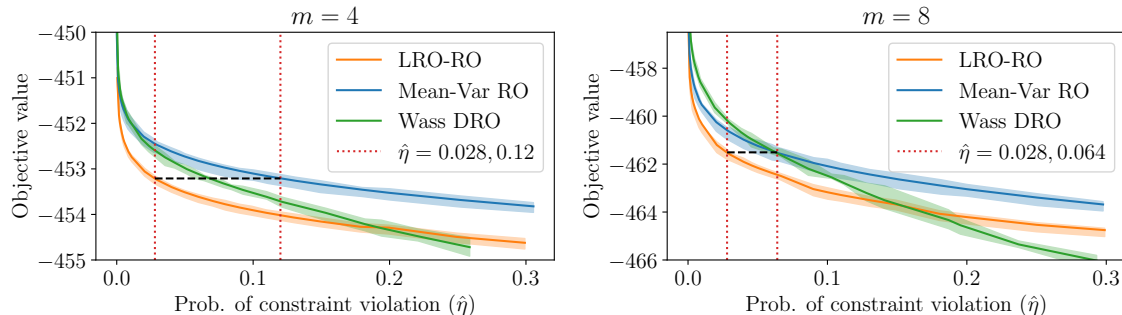 m = 4
Objective value
−450
−451
−452
−453
−454
−455
LRO-RO
Mean-Var RO
Wass DRO
η̂ = 0.028, 0.12
0.0 0.1 0.2 0.3
Prob. of constraint violation (η̂)
m = 8
Objective value
−458
−460
−462
−464
−466
LRO-RO
Mean-Var RO
Wass DRO
η̂ = 0.028, 0.064
0.0 0.1 0.2 0.3
Prob. of constraint violation (η̂)